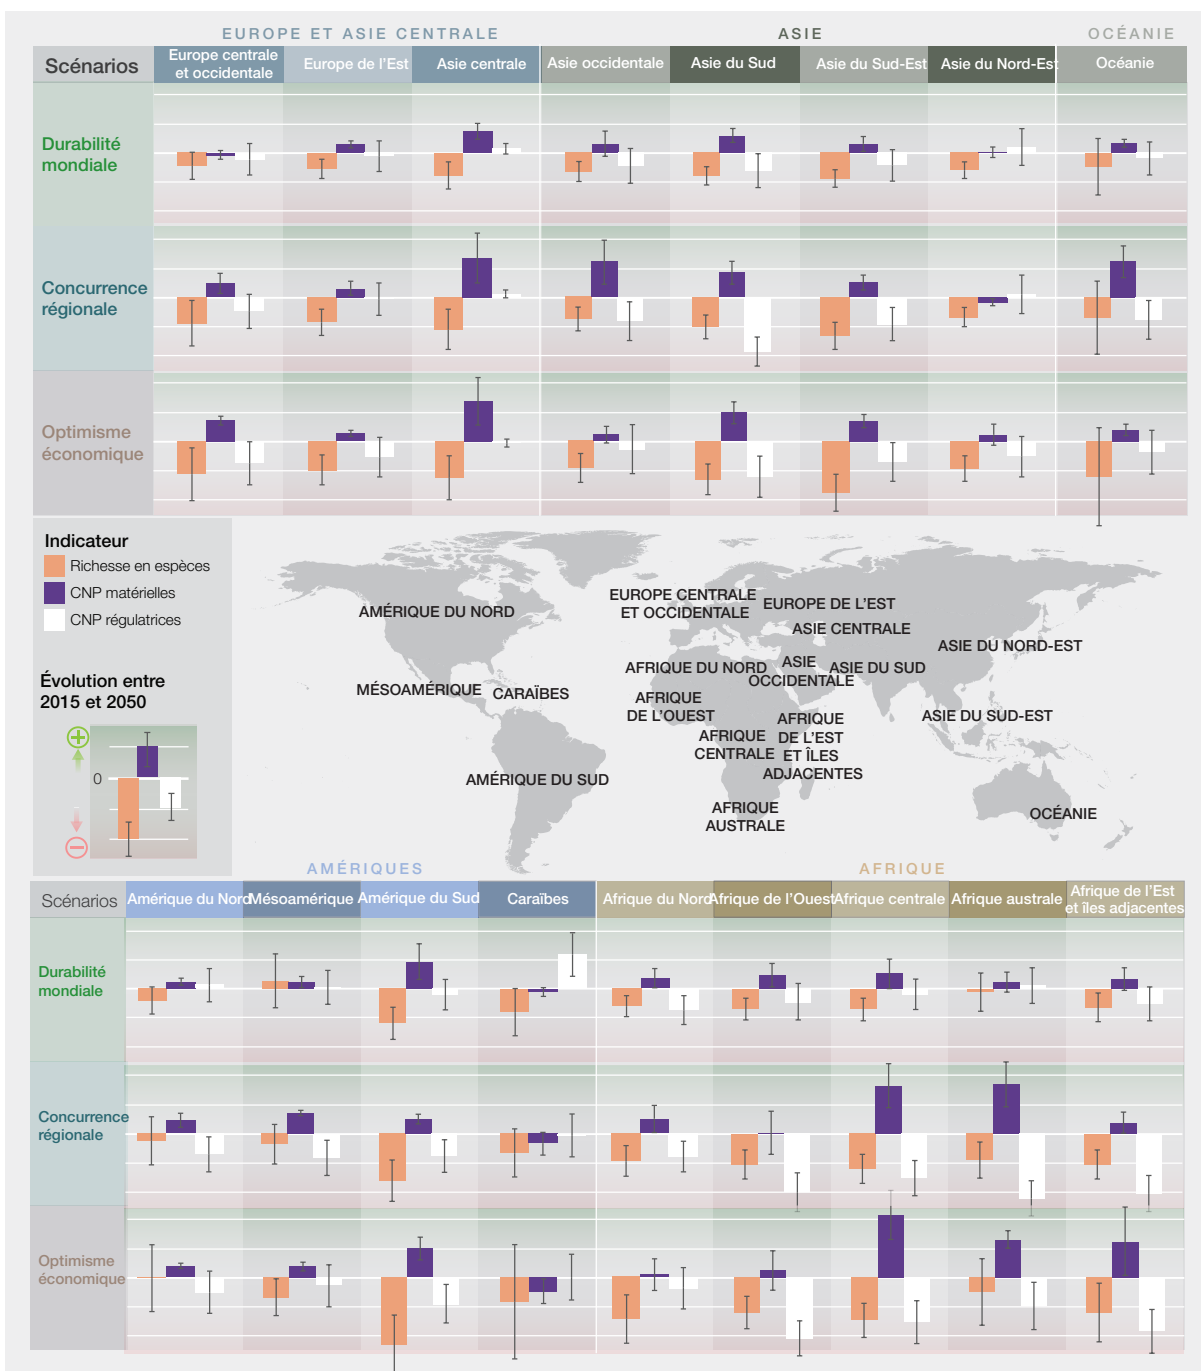 EUROPE ET ASIE CENTRALE
ASIE
OCÉANIE
Scénarios
Europe centrale
et occidentale
Europe de l'Est
Asie centrale
Asie occidentale
Asie du Sud
Asie du Sud-Est
Asie du Nord-Est
Océanie
Durabilité
mondiale
Concurrence
régionale
Optimisme
économique
Indicateur
Richesse en espèces
CNP matérielles
CNP régulatrices
Évolution entre
2015 et 2050
0
AMÉRIQUE DU NORD
MÉSOAMÉRIQUE
CARAÏBES
AMÉRIQUE DU SUD
EUROPE CENTRALE
ET OCCIDENTALE
EUROPE DE L'EST
ASIE CENTRALE
ASIE DU NORD-EST
AFRIQUE DU NORD
ASIE
OCCIDENTALE
ASIE DU SUD
AFRIQUE
DE L'OUEST
ASIE DU SUD-EST
AFRIQUE
CENTRALE
AFRIQUE
DE L'EST
ET ÎLES
ADJACENTES
AFRIQUE
AUSTRALE
OCÉANIE
AMÉRIQUES
AFRIQUE
Scénarios
Amérique du Nord
Mésoamérique
Amérique du Sud
Caraïbes
Afrique du Nord
Afrique de l'Ouest
Afrique centrale
Afrique australe
Afrique de l'Est
et îles adjacentes
Durabilité
mondiale
Concurrence
régionale
Optimisme
économique